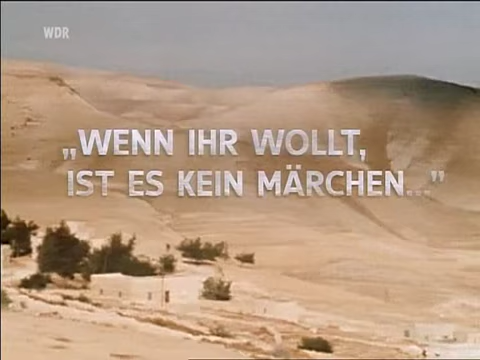 WDR
„WENN IHR WOLLT,
IST ES KEIN MÄRCHEN..."